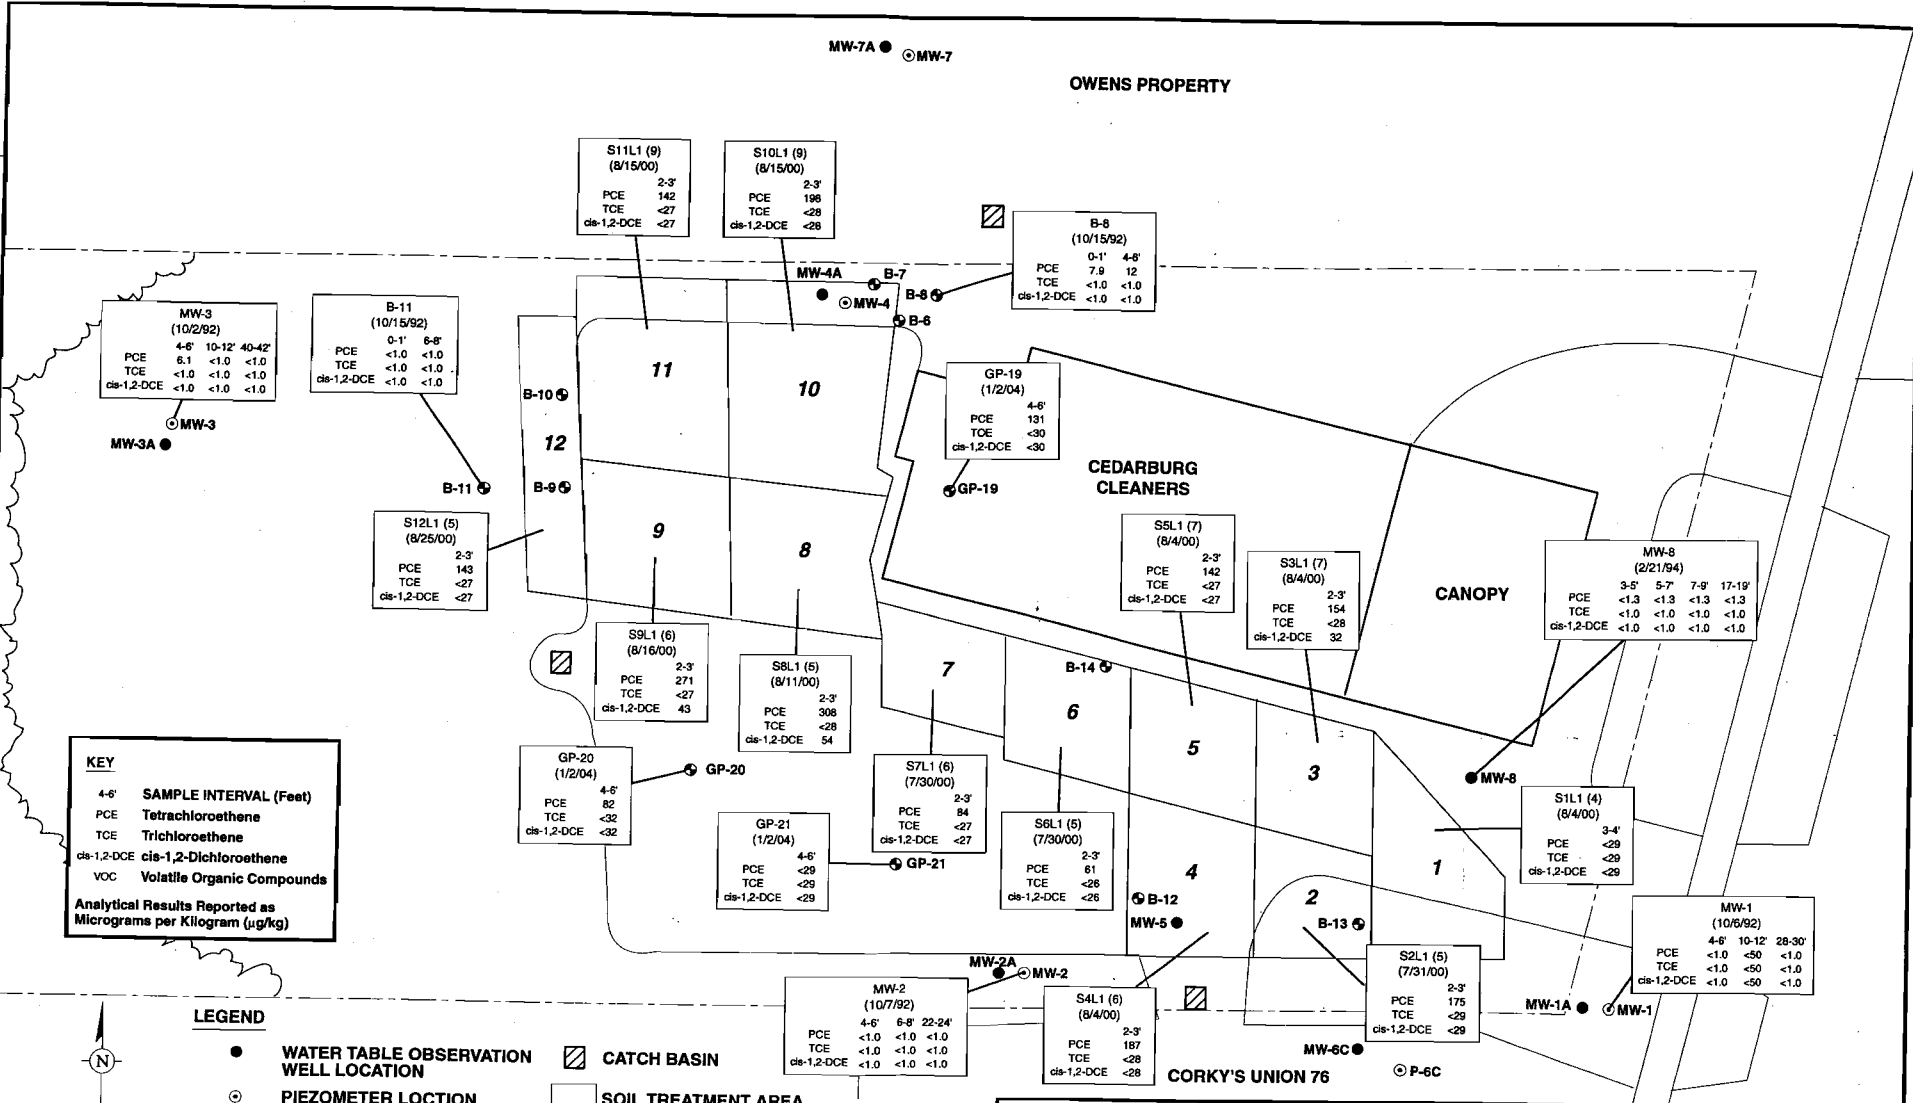 MW-7A
MW-7
OWENS PROPERTY
S11L1 (9)
(8/15/00)
2-3'
PCE 142
TCE <27
cis-1,2-DCE <27
S10L1 (9)
(8/15/00)
2-3'
PCE 196
TCE <28
cis-1,2-DCE <28
B-8
(10/15/92)
0-1' 4-6'
PCE 7.9 12
TCE <1.0 <1.0
cis-1,2-DCE <1.0 <1.0
MW-4A
B-7
MW-4
B-8
B-6
MW-3
(10/2/92)
4-6' 10-12' 40-42'
PCE 6.1 <1.0 <1.0
TCE <1.0 <1.0 <1.0
cis-1,2-DCE <1.0 <1.0 <1.0
B-11
(10/15/92)
0-1' 6-8'
PCE <1.0 <1.0
TCE <1.0 <1.0
cis-1,2-DCE <1.0 <1.0
11
10
B-10
12
MW-3
MW-3A
GP-19
(1/2/04)
4-6'
PCE 131
TCE <30
cis-1,2-DCE <30
CEDARBURG
CLEANERS
B-11
B-9
GP-19
9
8
S12L1 (5)
(8/25/00)
2-3'
PCE 143
TCE <27
cis-1,2-DCE <27
S5L1 (7)
(8/4/00)
2-3'
PCE 142
TCE <27
cis-1,2-DCE <27
S3L1 (7)
(8/4/00)
2-3'
PCE 154
TCE <28
cis-1,2-DCE 32
CANOPY
MW-8
(2/21/94)
3-5' 5-7' 7-9' 17-19'
PCE <1.3 <1.3 <1.3 <1.3
TCE <1.0 <1.0 <1.0 <1.0
cis-1,2-DCE <1.0 <1.0 <1.0 <1.0
S9L1 (6)
(8/16/00)
2-3'
PCE 271
TCE <27
cis-1,2-DCE 43
S8L1 (5)
(8/11/00)
2-3'
PCE 308
TCE <28
cis-1,2-DCE 54
7
B-14
6
5
3
MW-8
KEY
4-6' SAMPLE INTERVAL (Feet)
PCE Tetrachloroethene
TCE Trichloroethene
cis-1,2-DCE cis-1,2-Dichloroethene
VOC Volatile Organic Compounds
Analytical Results Reported as
Micrograms per Kilogram (µg/kg)
GP-20
(1/2/04)
4-6'
PCE 82
TCE <32
cis-1,2-DCE <32
GP-20
S7L1 (6)
(7/30/00)
2-3'
PCE 84
TCE <27
cis-1,2-DCE <27
GP-21
(1/2/04)
4-6'
PCE <29
TCE <29
cis-1,2-DCE <29
GP-21
S6L1 (5)
(7/30/00)
2-3'
PCE 61
TCE <26
cis-1,2-DCE <26
S1L1 (4)
(8/4/00)
3-4'
PCE <29
TCE <29
cis-1,2-DCE <29
4
2
1
B-12
MW-5
B-13
MW-1
(10/6/92)
4-6' 10-12' 28-30'
PCE <1.0 <50 <1.0
TCE <1.0 <50 <1.0
cis-1,2-DCE <1.0 <50 <1.0
MW-2A
MW-2
MW-2
(10/7/92)
4-6' 6-8' 22-24'
PCE <1.0 <1.0 <1.0
TCE <1.0 <1.0 <1.0
cis-1,2-DCE <1.0 <1.0 <1.0
S4L1 (6)
(8/4/00)
2-3'
PCE 187
TCE <28
cis-1,2-DCE <28
S2L1 (5)
(7/31/00)
2-3'
PCE 175
TCE <29
cis-1,2-DCE <29
MW-1A
MW-1
MW-6C
P-6C
CORKY'S UNION 76
N
LEGEND
WATER TABLE OBSERVATION
WELL LOCATION
CATCH BASIN
PIEZOMETER LOCTION
SOIL TREATMENT AREA